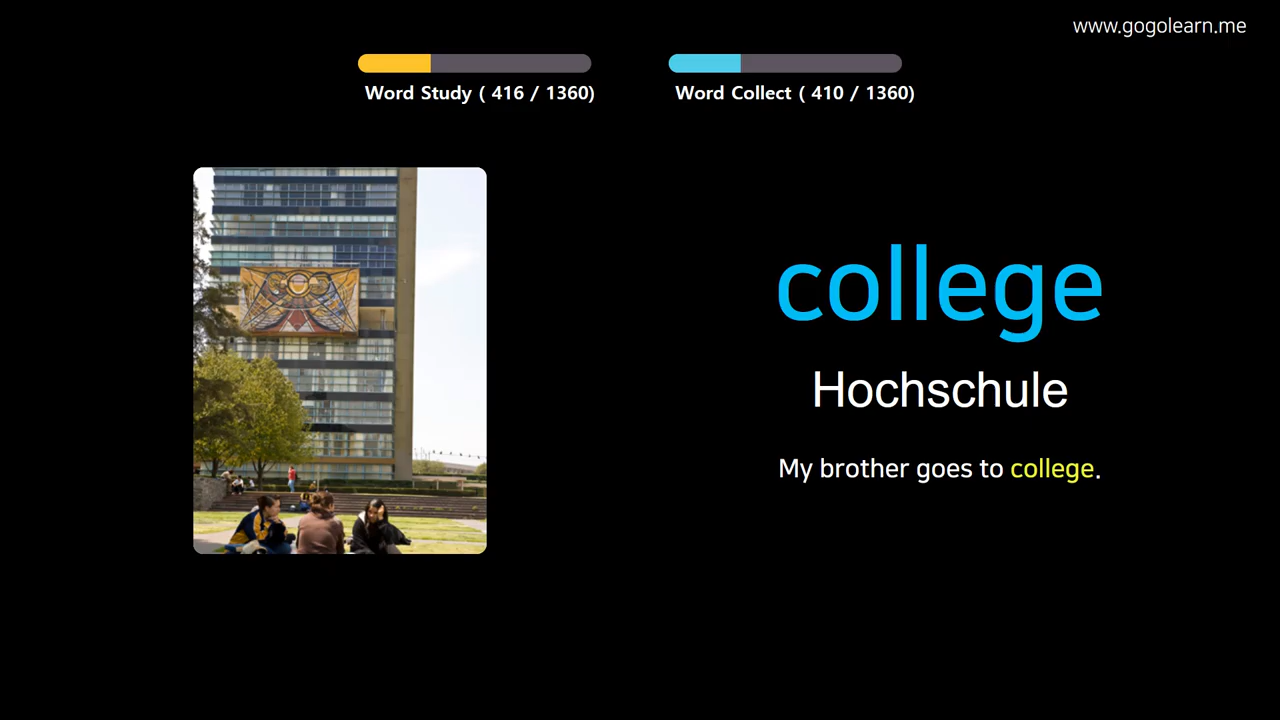 www.gogolearn.me
Word Study ( 416 / 1360)
Word Collect ( 410 / 1360)
college
Hochschule
My brother goes to college.